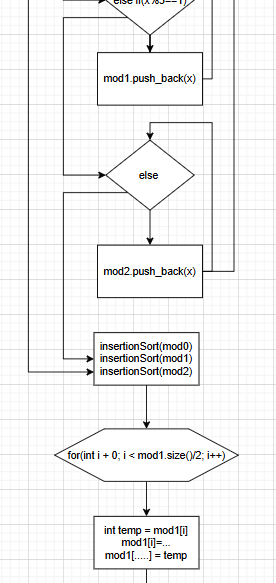 else if(x%3==1)
mod1.push_back(x)
else
mod2.push_back(x)
insertionSort(mod0)
insertionSort(mod1)
insertionSort(mod2)
for(int i + 0; i < mod1.size()/2; i++)
int temp = mod1[i]
mod1[i]=...
mod1[.....] = temp